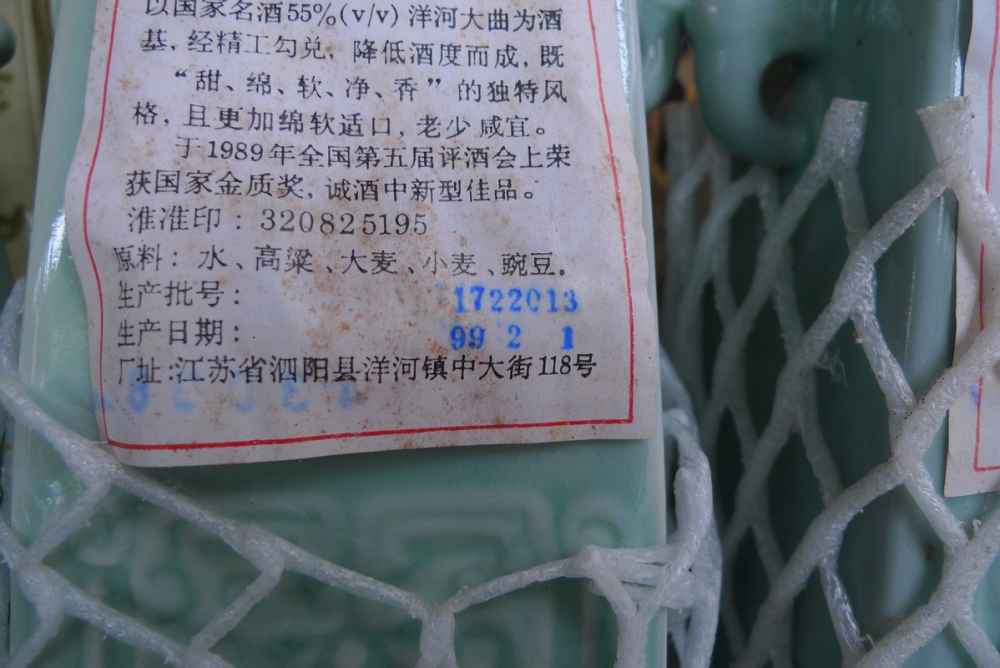 以国家名酒55%(v/v)洋河大曲为酒
基，经精工勾兑，降低酒度而成，既
“甜、绵、软、净、香”的独特风
格，且更加绵软适口，老少咸宜。
于1989年全国第五届评酒会上荣
获国家金质奖，诚酒中新型佳品。
淮准印：320825195
原料：水、高粱、大麦、小麦、豌豆。
生产批号：1722013
生产日期：99 2 1
厂址：江苏省泗阳县洋河镇中大街118号